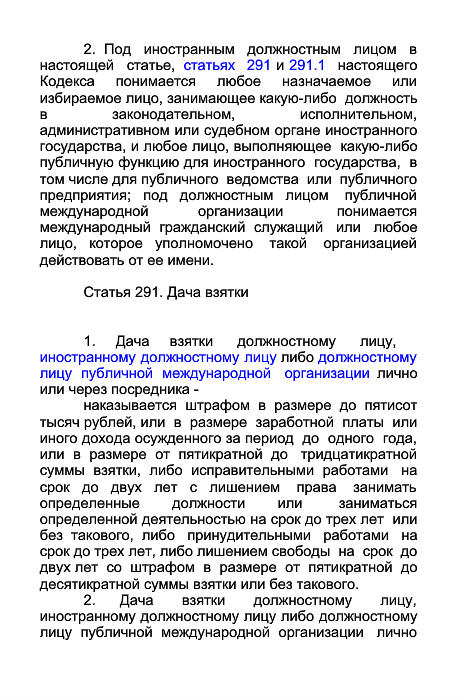 2. Под иностранным должностным лицом в
настоящей статье, статьях 291 и 291.1 настоящего
Кодекса понимается любое назначаемое или
избираемое лицо, занимающее какую-либо должность
в законодательном, исполнительном,
административном или судебном органе иностранного
государства, и любое лицо, выполняющее какую-либо
публичную функцию для иностранного государства, в
том числе для публичного ведомства или публичного
предприятия; под должностным лицом публичной
международной организации понимается
международный гражданский служащий или любое
лицо, которое уполномочено такой организацией
действовать от ее имени.
Статья 291. Дача взятки
1. Дача взятки должностному лицу,
иностранному должностному лицу либо должностному
лицу публичной международной организации лично
или через посредника -
наказывается штрафом в размере до пятисот
тысяч рублей, или в размере заработной платы или
иного дохода осужденного за период до одного года,
или в размере от пятикратной до тридцатикратной
суммы взятки, либо исправительными работами на
срок до двух лет с лишением права занимать
определенные должности или заниматься
определенной деятельностью на срок до трех лет или
без такового, либо принудительными работами на
срок до трех лет, либо лишением свободы на срок до
двух лет со штрафом в размере от пятикратной до
десятикратной суммы взятки или без такового.
2. Дача взятки должностному лицу,
иностранному должностному лицу либо должностному
лицу публичной международной организации лично